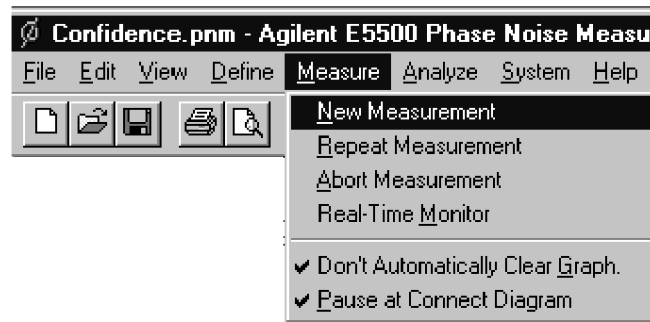 Confidence.pnm - Agilent E5500 Phase Noise Measu
File Edit View Define Measure Analyze System Help
New Measurement
Repeat Measurement
Abort Measurement
Real-Time Monitor
Don't Automatically Clear Graph.
Pause at Connect Diagram